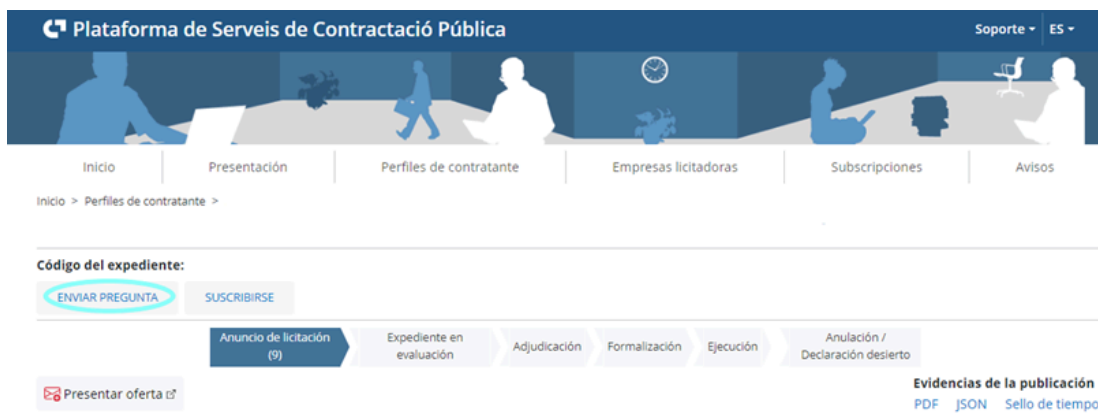 Plataforma de Serveis de Contractació Pública
Soporte ES
Inicio Presentación Perfiles de contratante Empresas licitadoras Subscripciones Avisos
Inicio > Perfiles de contratante >
Código del expediente:
ENVIAR PREGUNTA SUSCRIBIRSE
Anuncio de licitación
(9)
Expediente en
evaluación
Adjudicación
Formalización
Ejecución
Anulación /
Declaración desierto
Presentar oferta
Evidencias de la publicación
PDF JSON Sello de tiempo